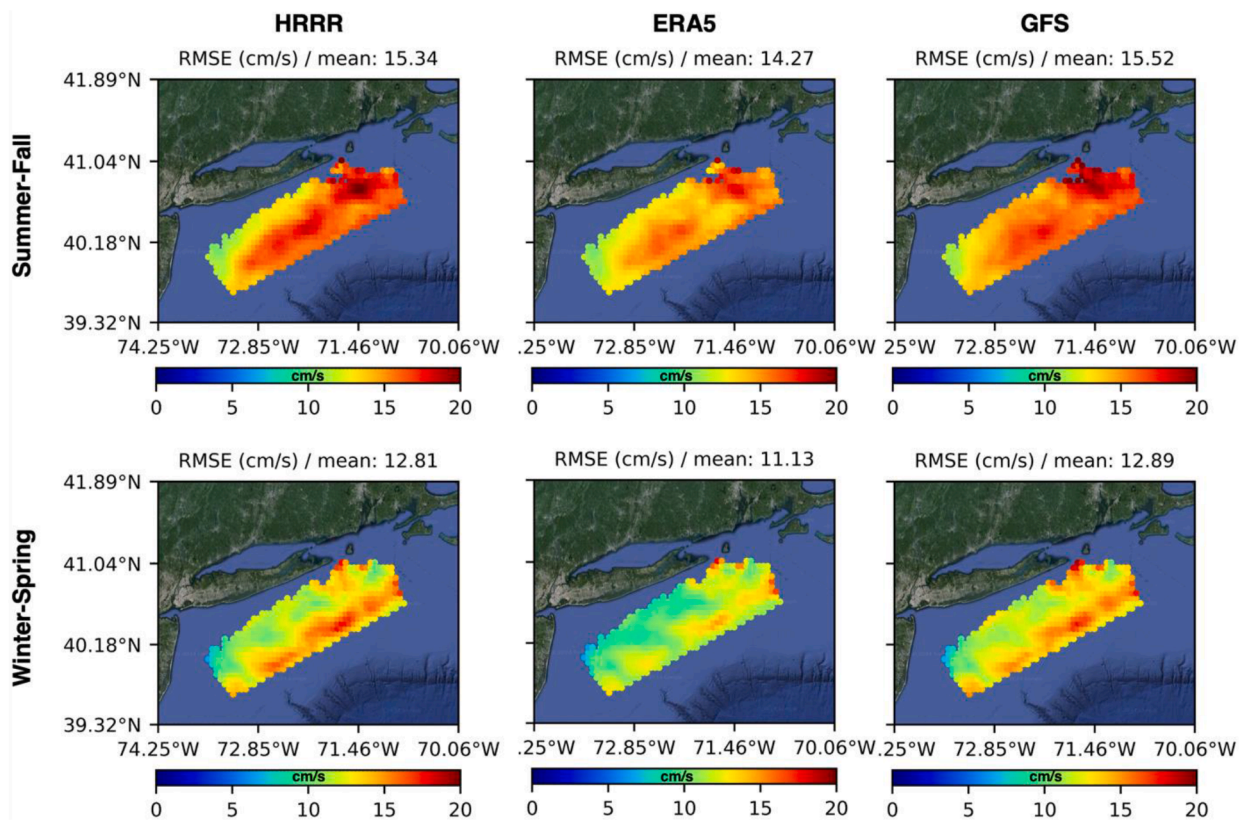 HRRR ERA5 GFS
RMSE (cm/s) / mean: 15.34 RMSE (cm/s) / mean: 14.27 RMSE (cm/s) / mean: 15.52
Summer-Fall
41.89°N
41.04°N
40.18°N
39.32°N
74.25°W 72.85°W 71.46°W 70.06°W .25°W 72.85°W 71.46°W 70.06°W .25°W 72.85°W 71.46°W 70.06°W
cm/s cm/s cm/s
0 5 10 15 20 0 5 10 15 20 0 5 10 15 20
RMSE (cm/s) / mean: 12.81 RMSE (cm/s) / mean: 11.13 RMSE (cm/s) / mean: 12.89
Winter-Spring
41.89°N
41.04°N
40.18°N
39.32°N
74.25°W 72.85°W 71.46°W 70.06°W .25°W 72.85°W 71.46°W 70.06°W .25°W 72.85°W 71.46°W 70.06°W
cm/s cm/s cm/s
0 5 10 15 20 0 5 10 15 20 0 5 10 15 20